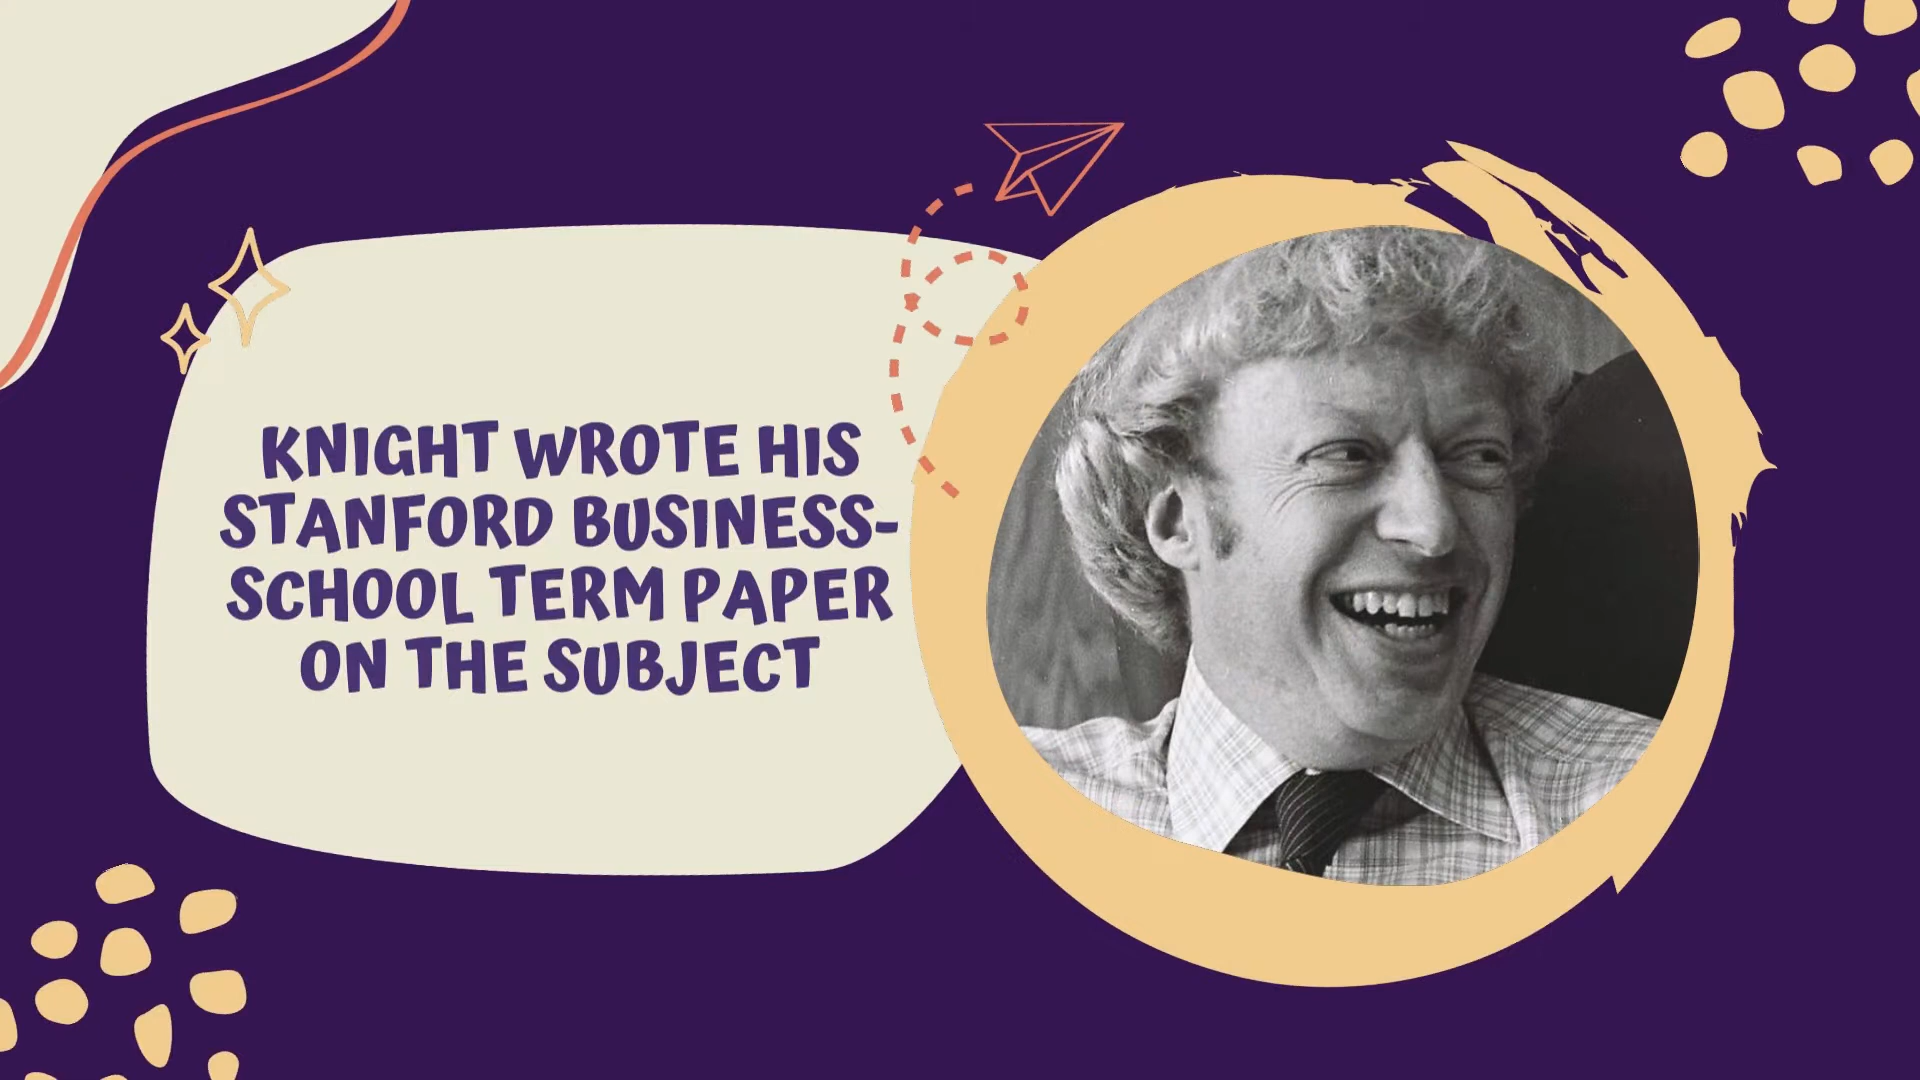 KNIGHT WROTE HIS
STANFORD BUSINESS-
SCHOOL TERM PAPER
ON THE SUBJECT